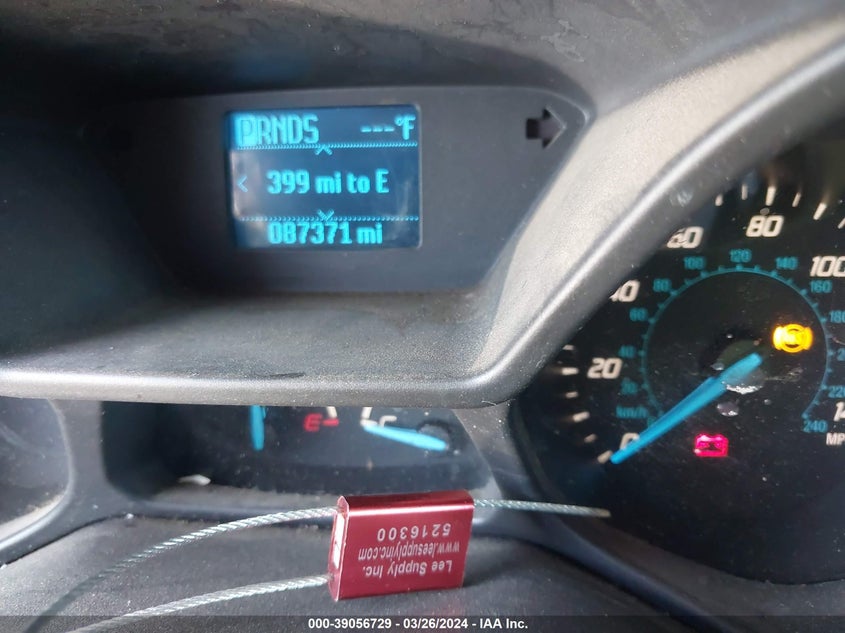 PRNDS ---°F
< 399 mi to E
087371 mi
60 80 100
40
20
0
80 100 120 140 160
60 180
40
20 220
km/h 240
MP
E C
Lee Supply Inc.
www.leesupplyinc.com
5216300
000-39056729 - 03/26/2024 - IAA Inc.